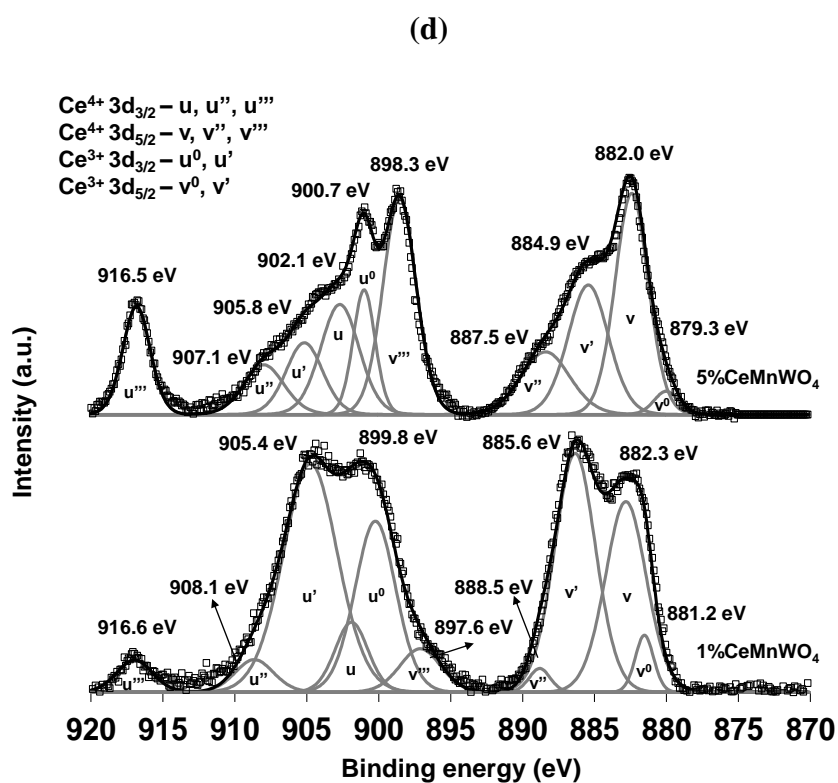 (d)
Ce⁴⁺ 3d₃/₂ – u, u’’, u’’’
Ce⁴⁺ 3d₅/₂ – v, v’’, v’’’
Ce³⁺ 3d₃/₂ – u⁰, u’
Ce³⁺ 3d₅/₂ – v⁰, v’
898.3 eV
882.0 eV
900.7 eV
902.1 eV
884.9 eV
916.5 eV
905.8 eV
887.5 eV
879.3 eV
907.1 eV
u’’’
u’’
u’
u
u⁰
v’’’
v’’
v’
v
v⁰
5%CeMnWO₄
905.4 eV
899.8 eV
885.6 eV
882.3 eV
908.1 eV
888.5 eV
916.6 eV
897.6 eV
881.2 eV
u’’’
u’’
u’
u
u⁰
v’’’
v’’
v’
v
v⁰
1%CeMnWO₄
920 915 910 905 900 895 890 885 880 875 870
Binding energy (eV)
Intensity (a.u.)